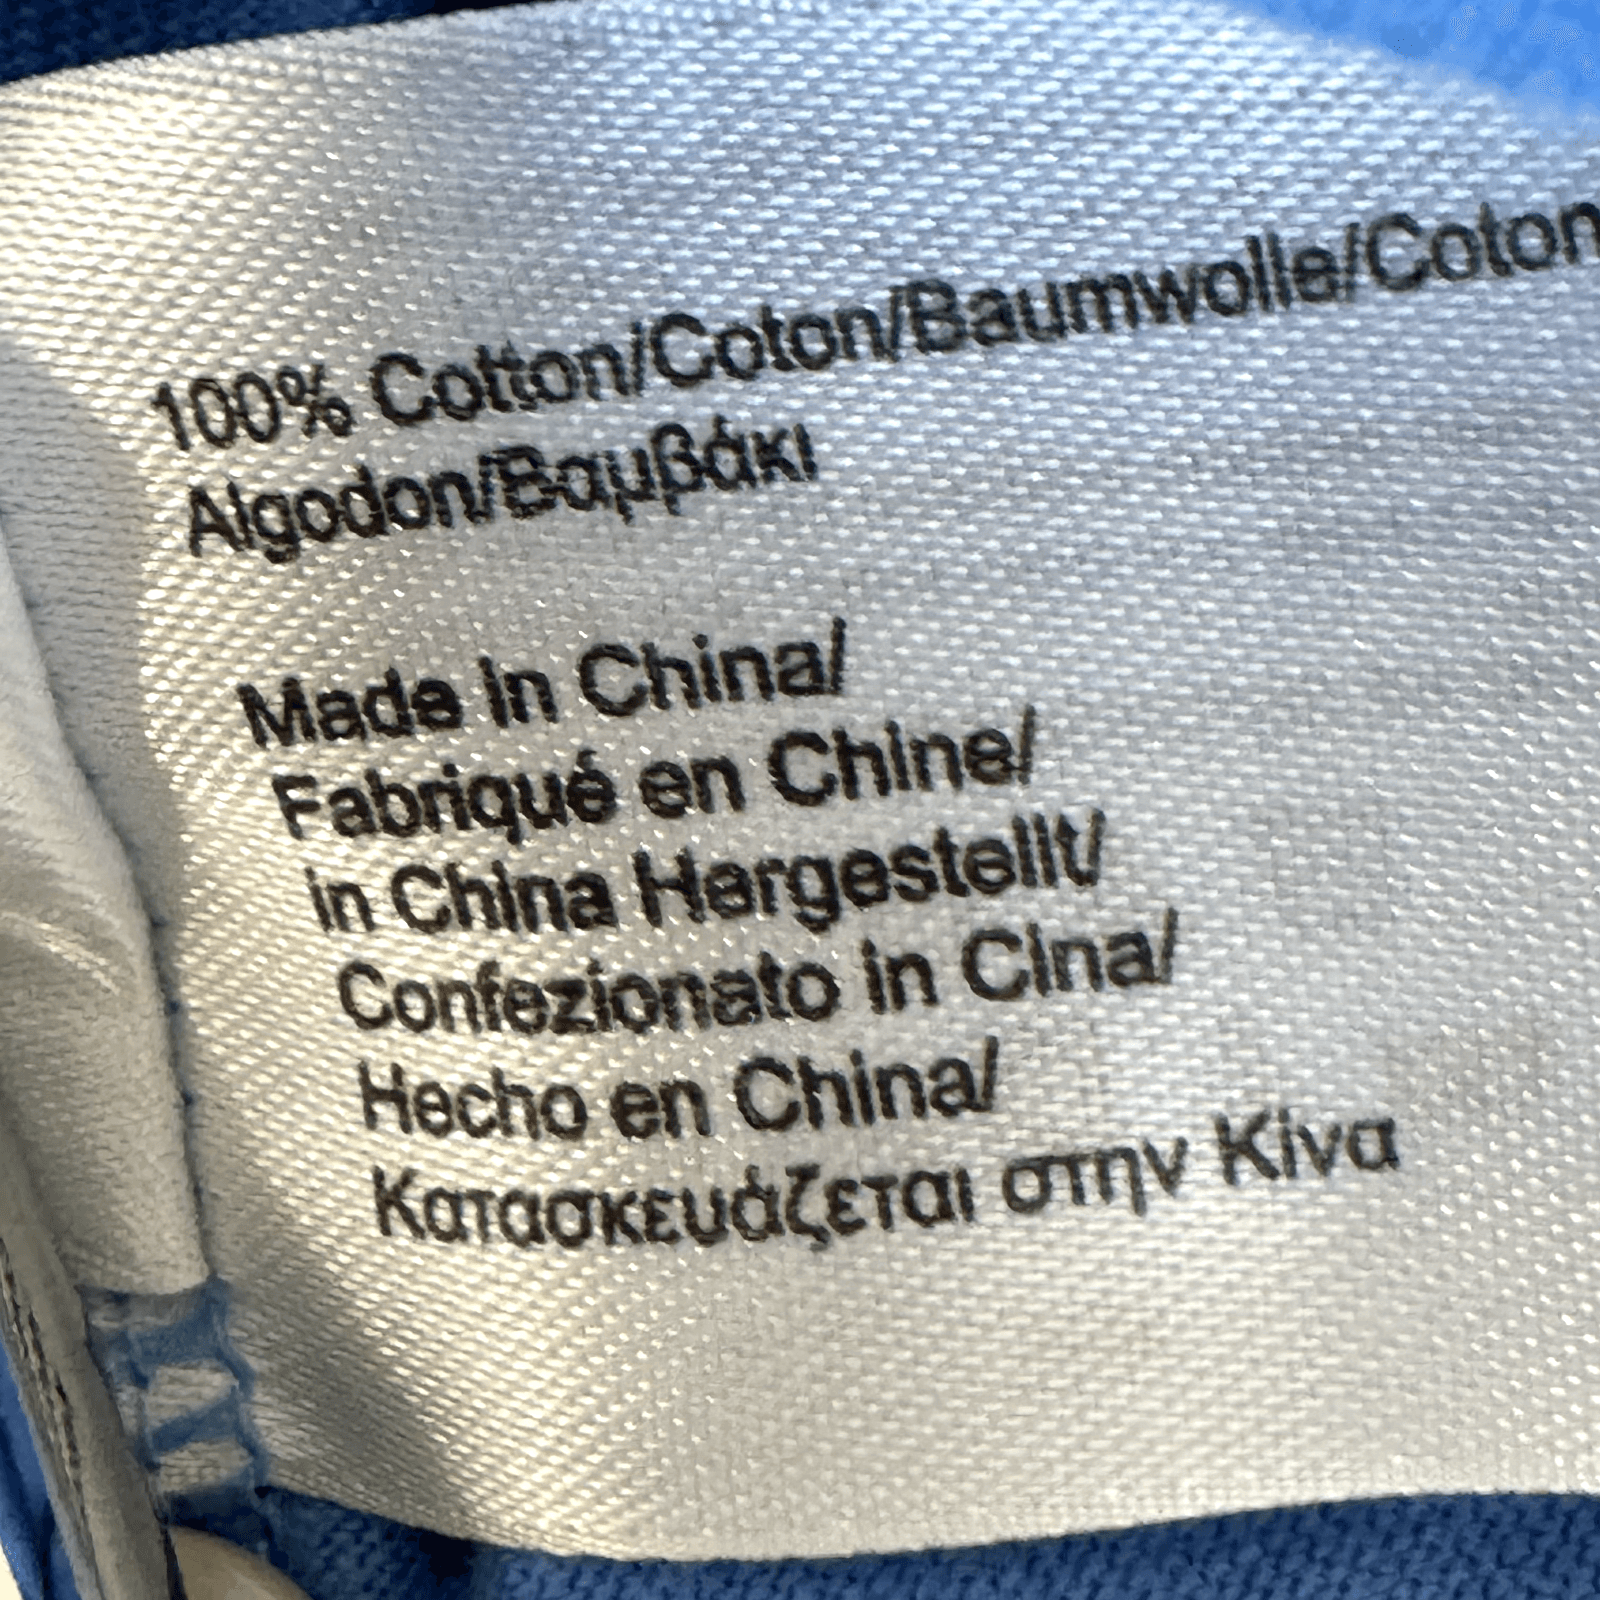 100% Cotton/Coton/Baumwolle/Coton
Algodon/Βαμβάκι
Made in China/
Fabriqué en Chine/
in China Hergestellt/
Confezionato in Cina/
Hecho en China/
Κατασκευάζεται στην Κίνα